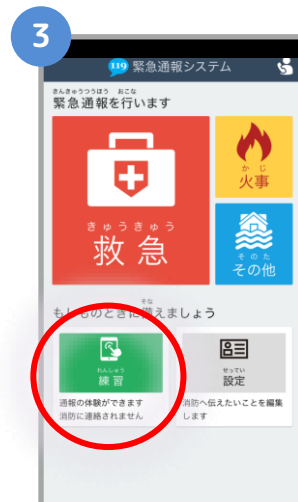 3
119 緊急通報システム
きんきゅうつうほう おこな
緊急通報を行います
きゅうきゅう
救急
かじ
火事
そのた
その他
そな
もしものときに備えましょう
れんしゅう
練習
通報の体験ができます
消防に連絡されません
せってい
設定
消防へ伝えたいことを編集
します